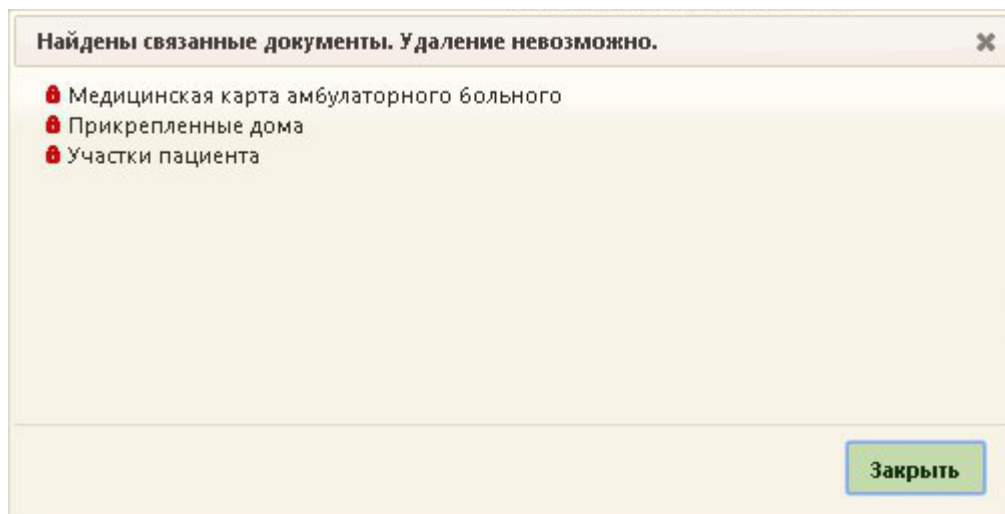 Найдены связанные документы. Удаление невозможно.
Медицинская карта амбулаторного больного
Прикрепленные дома
Участки пациента
Закрыть